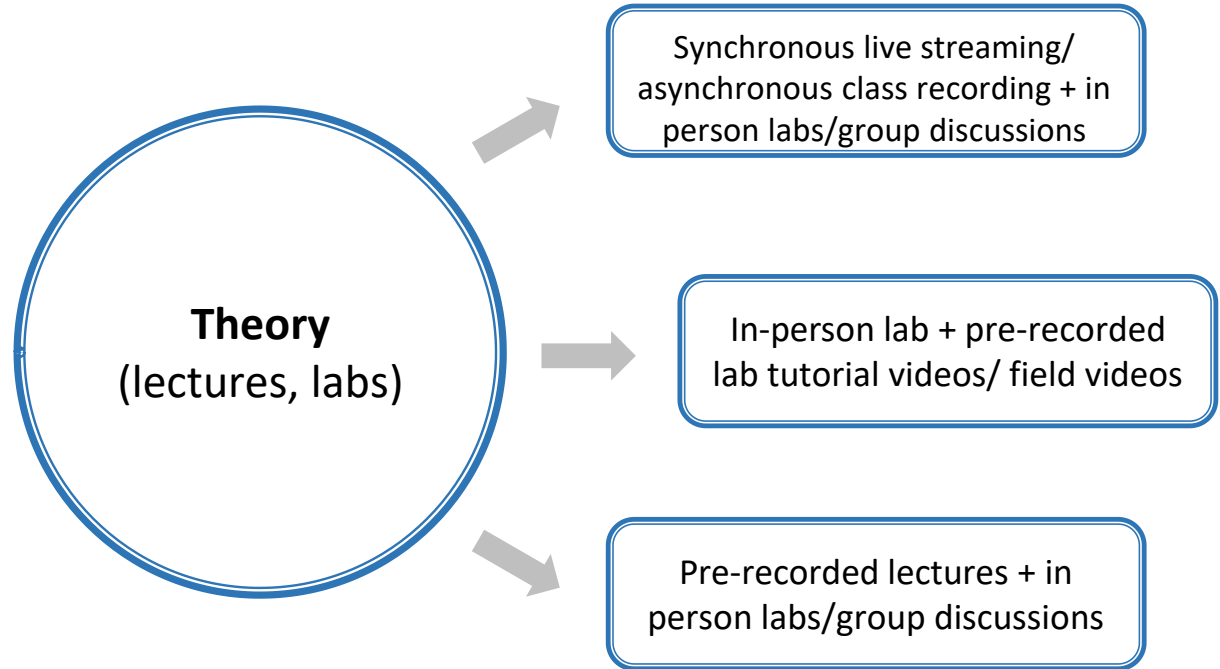 Synchronous live streaming/
asynchronous class recording + in
person labs/group discussions
Theory
(lectures, labs)
In-person lab + pre-recorded
lab tutorial videos/ field videos
Pre-recorded lectures + in
person labs/group discussions